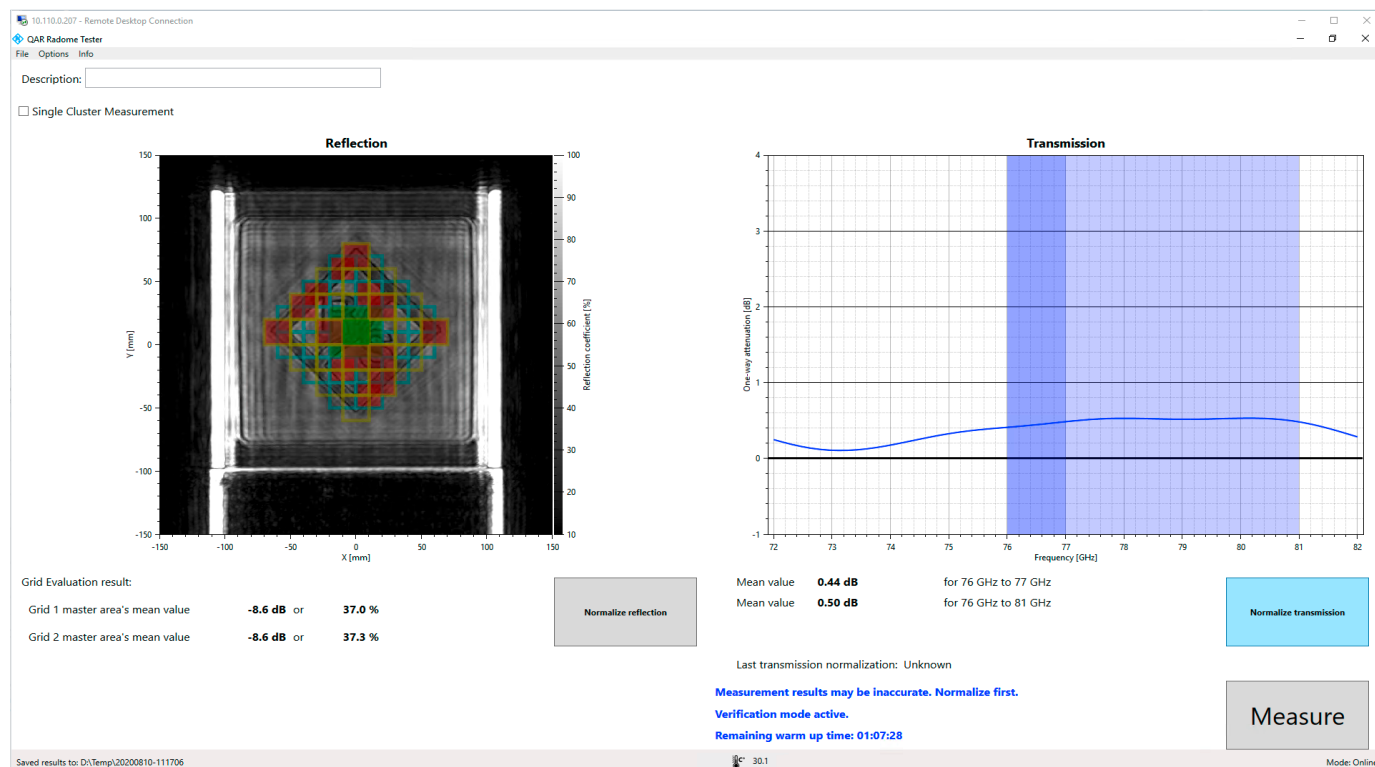 10.110.0.207 - Remote Desktop Connection
QAR Radome Tester
File Options Info
Description:
Single Cluster Measurement
Reflection
150
100
50
0
-50
-100
-150
Y [mm]
-150 -100 -50 0 50 100 150
X [mm]
100
90
80
70
60
50
40
30
20
10
Reflection coefficient [%]
Transmission
4
3
2
1
0
-1
One-way attenuation [dB]
72 73 74 75 76 77 78 79 80 81 82
Frequency [GHz]
Grid Evaluation result:
Grid 1 master area's mean value -8.6 dB or 37.0 %
Grid 2 master area's mean value -8.6 dB or 37.3 %
Normalize reflection
Mean value 0.44 dB for 76 GHz to 77 GHz
Mean value 0.50 dB for 76 GHz to 81 GHz
Normalize transmission
Last transmission normalization: Unknown
Measurement results may be inaccurate. Normalize first.
Verification mode active.
Remaining warm up time: 01:07:28
Measure
Saved results to: D:\Temp\20200810-111706
C° 30.1
Mode: Online